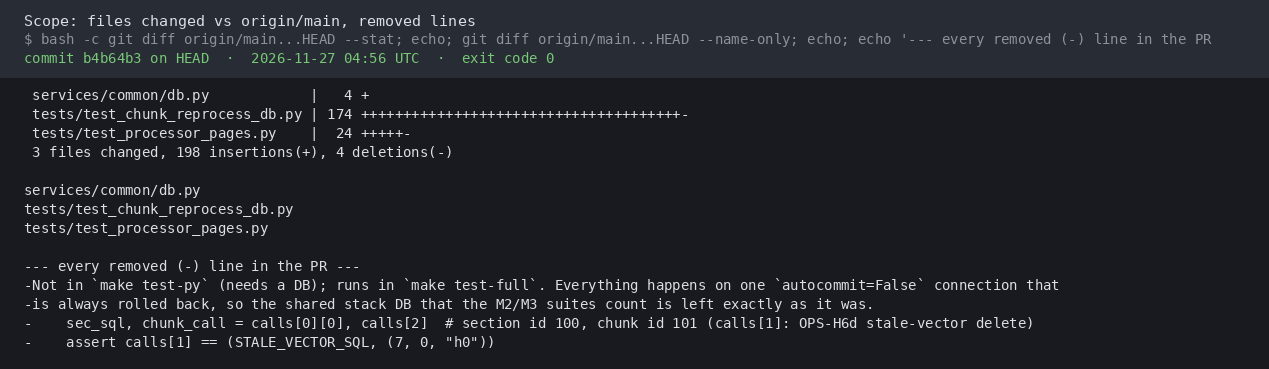 Scope: files changed vs origin/main, removed lines
$ bash -c git diff origin/main...HEAD --stat; echo; git diff origin/main...HEAD --name-only; echo; echo '--- every removed (-) line in the PR
commit b4b64b3 on HEAD · 2026-11-27 04:56 UTC · exit code 0
services/common/db.py | 4 +
tests/test_chunk_reprocess_db.py | 174 ++++++++++++++++++++++++++++++++++++++-
tests/test_processor_pages.py | 24 +++++-
3 files changed, 198 insertions(+), 4 deletions(-)
services/common/db.py
tests/test_chunk_reprocess_db.py
tests/test_processor_pages.py
--- every removed (-) line in the PR ---
-Not in `make test-py` (needs a DB); runs in `make test-full`. Everything happens on one `autocommit=False` connection that
-is always rolled back, so the shared stack DB that the M2/M3 suites count is left exactly as it was.
-    sec_sql, chunk_call = calls[0][0], calls[2]  # section id 100, chunk id 101 (calls[1]: OPS-H6d stale-vector delete)
-    assert calls[1] == (STALE_VECTOR_SQL, (7, 0, "h0"))